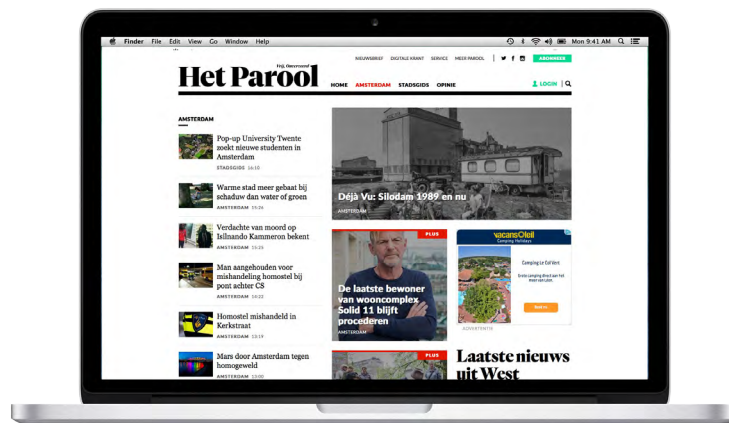 Finder File Edit View Go Window Help
Mon 9:41 AM
NIEUWSBRIEF DIGITALE KRANT SERVICE MEER PAROOL
ABONNEER
Vrij, Onverveerd
Het Parool
HOME AMSTERDAM STADSGIDS OPINIE
LOGIN
AMSTERDAM
Pop-up University Twente
zoekt nieuwe studenten in
Amsterdam
STADSGIDS 16:10
Warme stad meer gebaat bij
schaduw dan water of groen
AMSTERDAM 15:26
Verdachte van moord op
Isilnando Kammeron bekent
AMSTERDAM 15:25
Man aangehouden voor
mishandeling homostel bij
pont achter CS
AMSTERDAM 14:22
Homostel mishandeld in
Kerkstraat
AMSTERDAM 13:19
Mars door Amsterdam tegen
homogeweld
AMSTERDAM 13:00
Déjà Vu: Silodam 1989 en nu
AMSTERDAM
PLUS
De laatste bewoner
van wooncomplex
Solid 11 blijft
procederen
AMSTERDAM
vacansOleil
Camping Holidays
Camping Le Col Vert
ADVERTENTIE
PLUS
Laatste nieuws
uit West